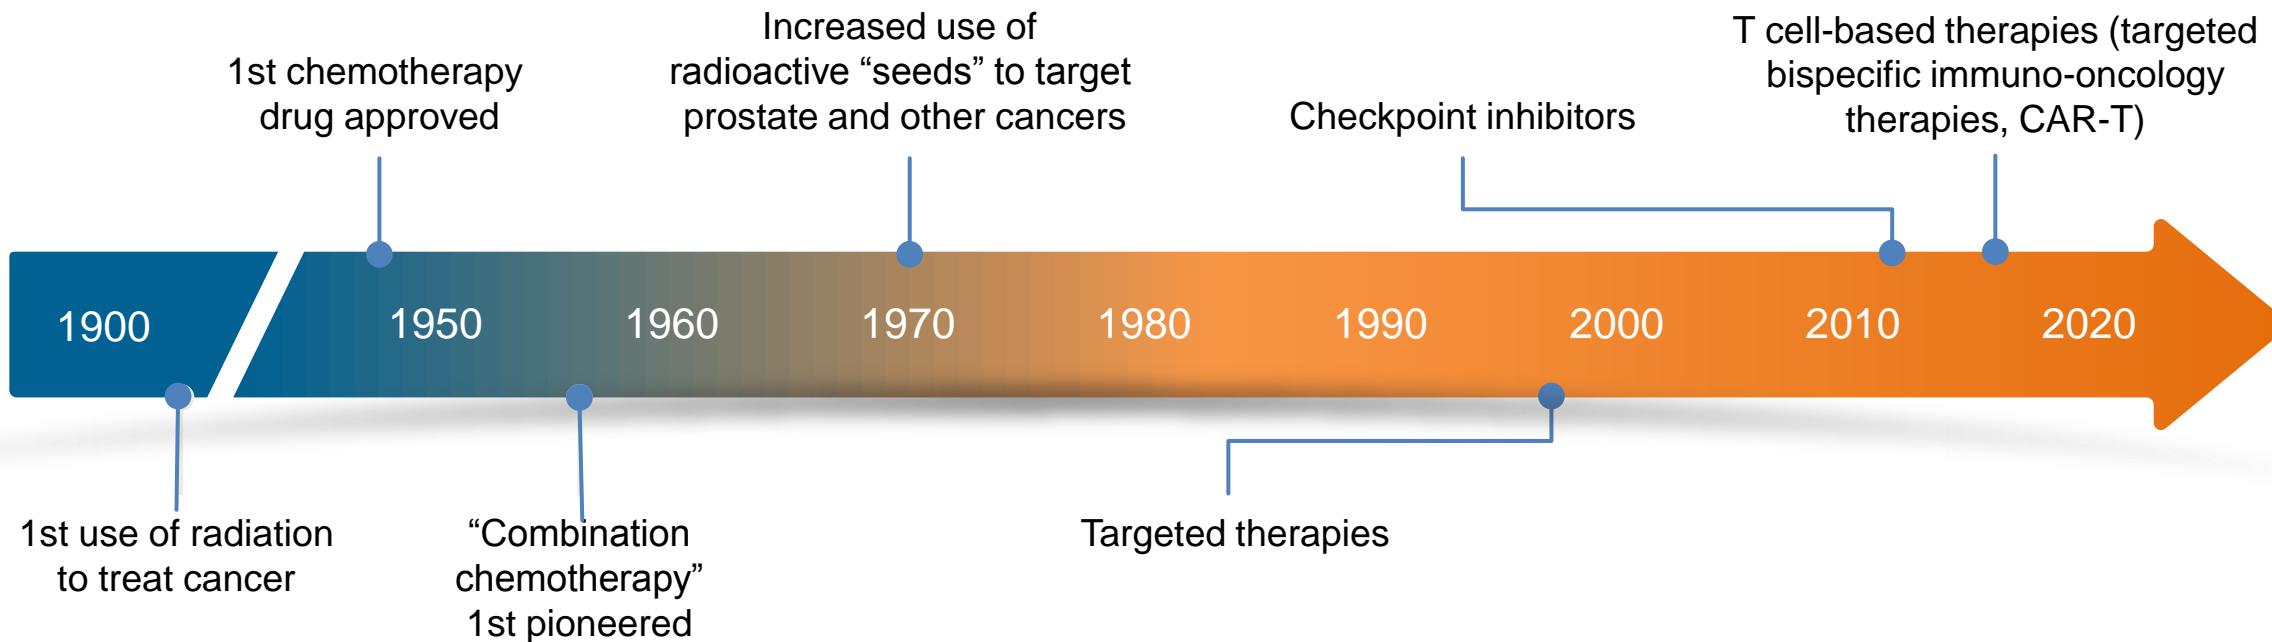 1st chemotherapy
drug approved
Increased use of
radioactive “seeds” to target
prostate and other cancers
Checkpoint inhibitors
T cell-based therapies (targeted
bispecific immuno-oncology
therapies, CAR-T)
1900
1950
1960
1970
1980
1990
2000
2010
2020
1st use of radiation
to treat cancer
“Combination
chemotherapy”
1st pioneered
Targeted therapies